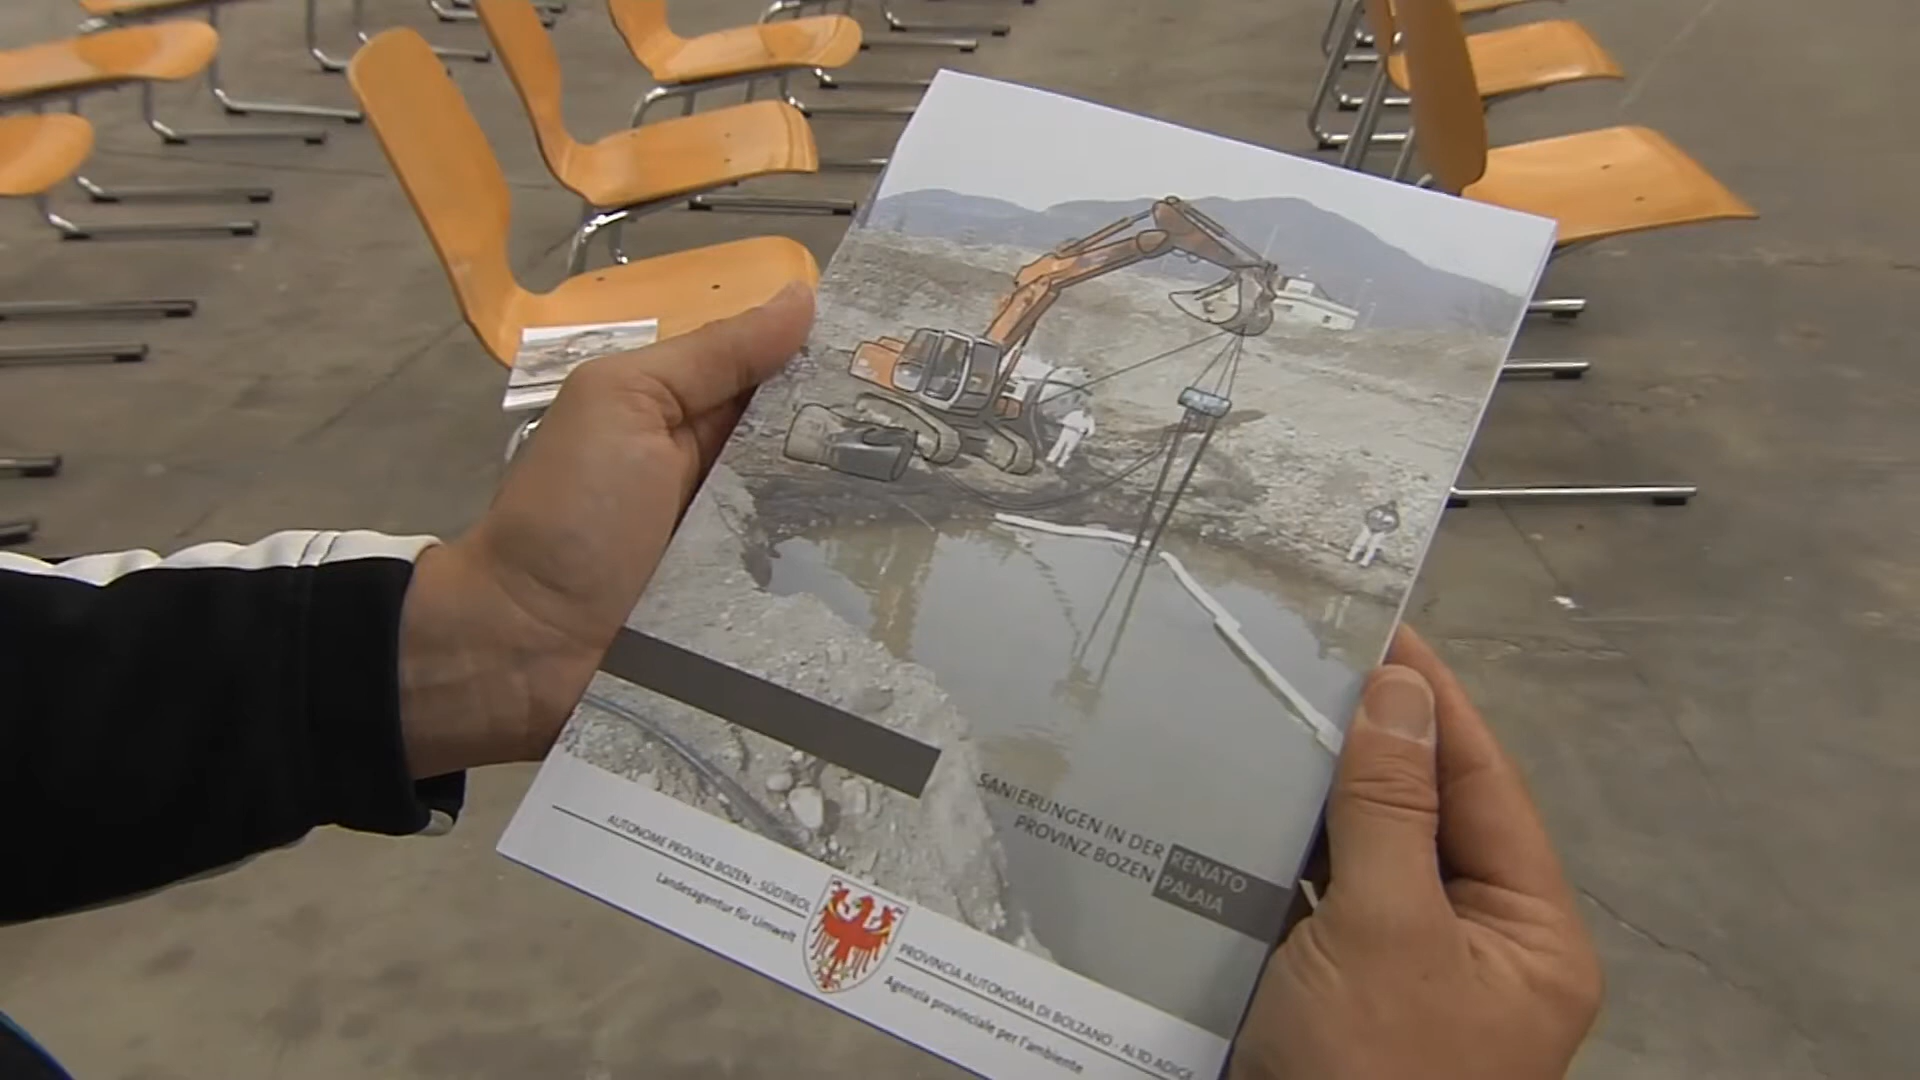 SANIERUNGEN IN DER
PROVINZ BOZEN
RENATO
PALAIA
AUTONOME PROVINZ BOZEN - SÜDTIROL
Landesagentur für Umwelt
PROVINCIA AUTONOMA DI BOLZANO - ALTO ADIGE
Agenzia provinciale per l'ambiente